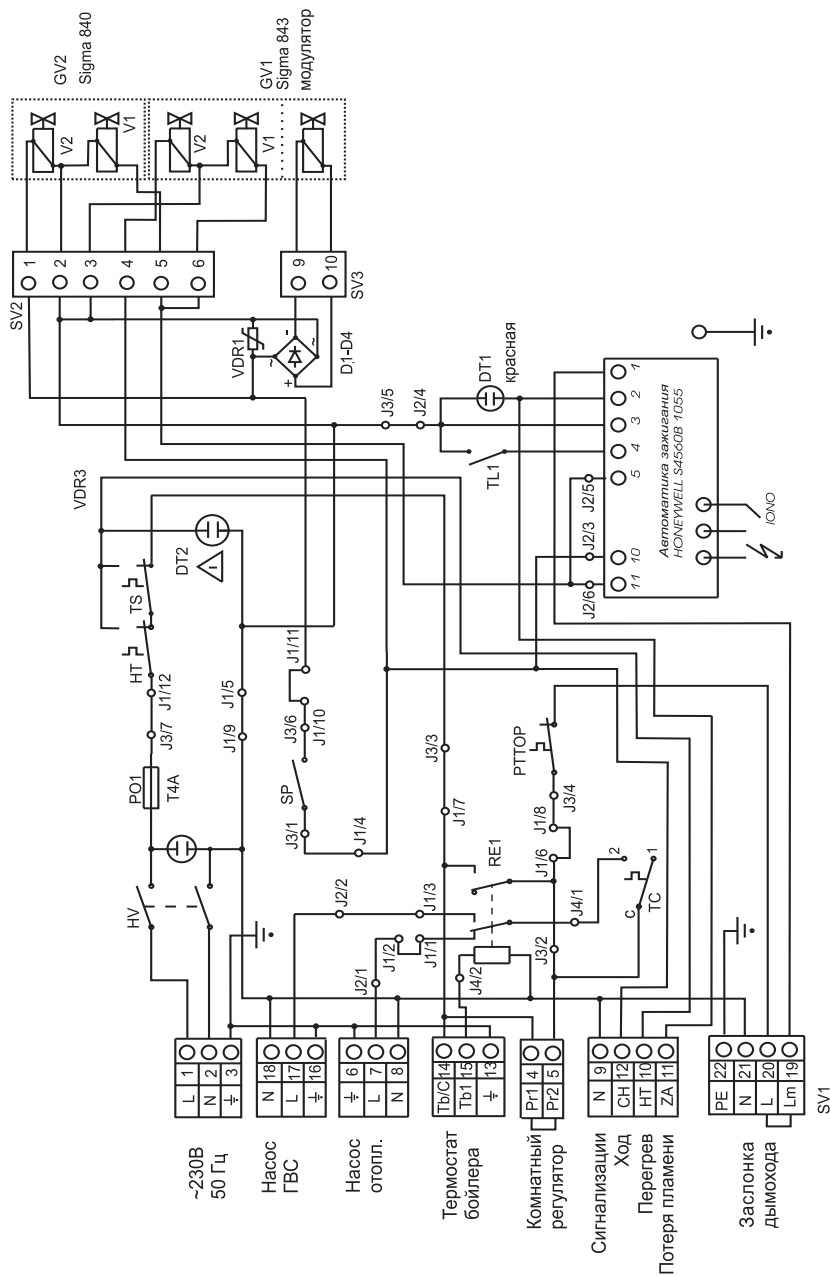 GV2
Sigma 840
GV1
Sigma 843
модулятор
V2
V1
V2
V1
1
2
3
4
5
6
SV2
9
10
SV3
VDR1
-
~
~
+
D1-D4
VDR3
J3/5
J2/4
DT1
красная
TL1
J2/5
J2/3
J2/6
1
2
3
4
5
10
11
Автоматика зажигания
HONEYWELL S4560B 1055
IONO
DT2
TS
HT
J1/12
J3/7
PO1
T4A
J1/5
J1/9
J1/11
J3/6
J1/10
SP
J3/1
J1/4
HV
J3/3
J1/7
PTTOP
J3/4
J1/8
J1/6
RE1
2
1
c
TC
J2/2
J1/3
J4/1
J3/2
J1/2
J1/1
J2/1
J4/2
1
L
2
N
3
~230В
50 Гц
18
N
17
L
16
Насос
ГВС
6
7
L
8
N
Насос
отопл.
14
Tb/C
15
Tb1
13
Термостат
бойлера
4
Pr1
5
Pr2
Комнатный
регулятор
9
N
12
CH
10
HT
11
ZA
Сигнализации
Ход
Перегрев
Потеря пламени
22
PE
21
N
20
L
19
Lm
SV1
Заслонка
дымохода